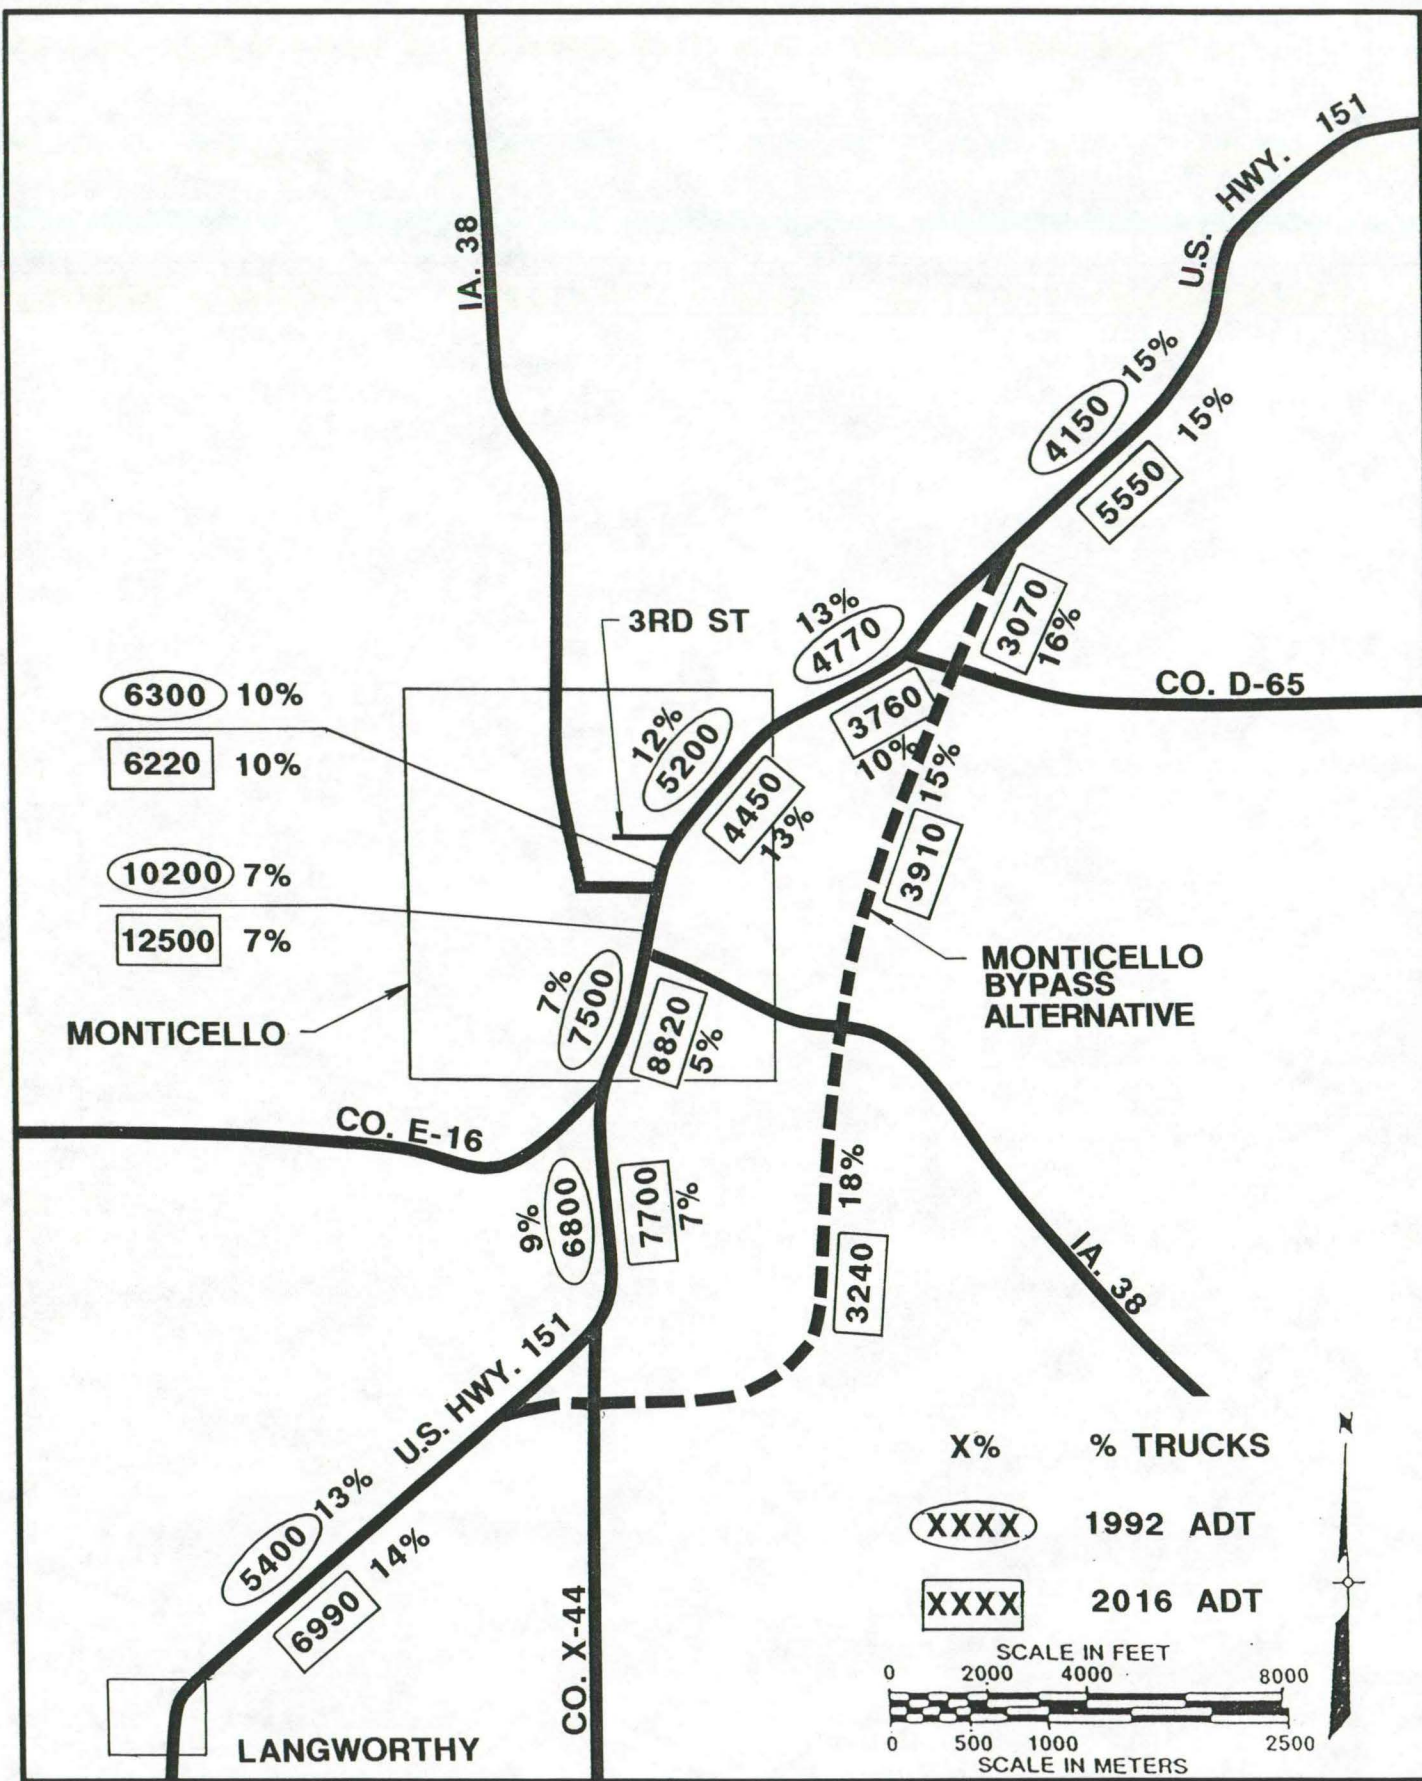 151
HWY.
U.S.
IA. 38
15%
4150
15%
5550
3RD ST
13%
4770
3070
16%
CO. D-65
6300 10%
6220 10%
12%
5200
3760
10%
15%
4450
13%
3910
10200 7%
12500 7%
MONTICELLO
BYPASS
ALTERNATIVE
7%
7500
8820
5%
MONTICELLO
CO. E-16
9%
6800
7700
7%
18%
3240
IA. 38
U.S. HWY. 151
13%
5400
14%
6990
CO. X-44
LANGWORTHY
N
X% % TRUCKS
XXXX 1992 ADT
XXXX 2016 ADT
SCALE IN FEET
0 2000 4000 8000
0 500 1000 2500
SCALE IN METERS